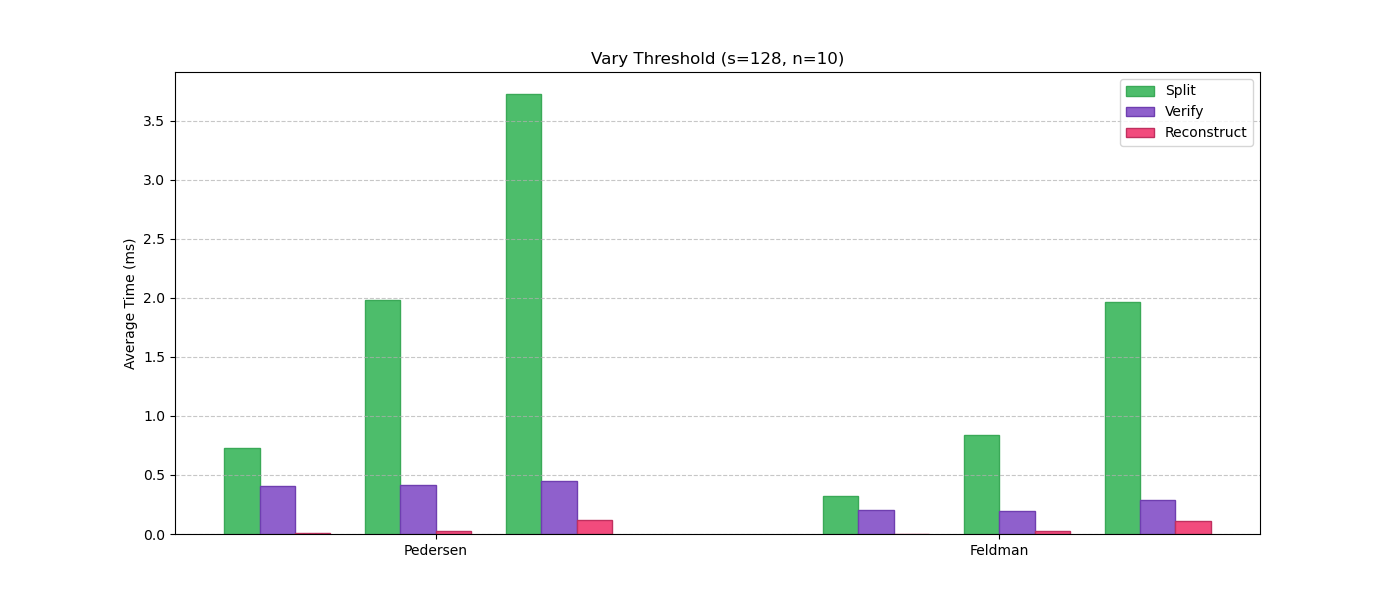 Vary Threshold (s=128, n=10)
Split
Verify
Reconstruct
Average Time (ms)
3.5
3.0
2.5
2.0
1.5
1.0
0.5
0.0
Pedersen
Feldman